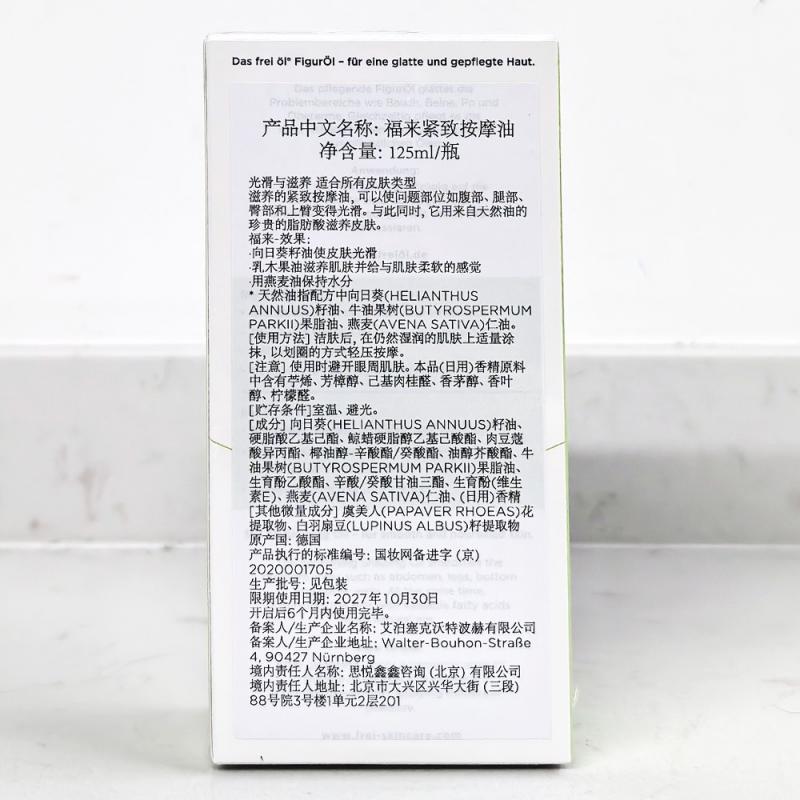 Das frei öl® FigurÖl – für eine glatte und gepflegte Haut.
产品中文名称: 福来紧致按摩油
净含量: 125ml/瓶
光滑与滋养 适合所有皮肤类型
滋养的紧致按摩油, 可以使问题部位如腹部、腿部、
臀部和上臂变得光滑。与此同时, 它用来自天然油的
珍贵的脂肪酸滋养皮肤。
福来-效果:
·向日葵籽油使皮肤光滑
·乳木果油滋养肌肤并给与肌肤柔软的感觉
·用燕麦油保持水分
* 天然油指配方中向日葵(HELIANTHUS
ANNUUS)籽油、牛油果树(BUTYROSPERMUM
PARKII)果脂油、燕麦(AVENA SATIVA)仁油。
[使用方法] 洁肤后, 在仍然湿润的肌肤上适量涂
抹, 以划圈的方式轻压按摩。
[注意] 使用时避开眼周肌肤。本品(日用)香精原料
中含有苧烯、芳樟醇、己基肉桂醛、香茅醇、香叶
醇、柠檬醛。
[贮存条件]室温、避光。
[成分] 向日葵(HELIANTHUS ANNUUS)籽油、
硬脂酸乙基己酯、鲸蜡硬脂醇乙基己酸酯、肉豆蔻
酸异丙酯、椰油醇-辛酸酯/癸酸酯、油醇芥酸酯、牛
油果树(BUTYROSPERMUM PARKII)果脂油、
生育酚乙酸酯、辛酸/癸酸甘油三酯、生育酚(维生
素E)、燕麦(AVENA SATIVA)仁油、(日用)香精
[其他微量成分] 虞美人(PAPAVER RHOEAS)花
提取物、白羽扇豆(LUPINUS ALBUS)籽提取物
原产国: 德国
产品执行的标准编号: 国妆网备进字 (京)
2020001705
生产批号: 见包装
限期使用日期: 2027年10月30日
开启后6个月内使用完毕。
备案人/生产企业名称: 艾泊塞克沃特波赫有限公司
备案人/生产企业地址: Walter-Bouhon-Straße
4, 90427 Nürnberg
境内责任人名称: 思悦鑫鑫咨询 (北京) 有限公司
境内责任人地址: 北京市大兴区兴华大街 (三段)
88号院3号楼1单元2层201
www.frei-skincare.com